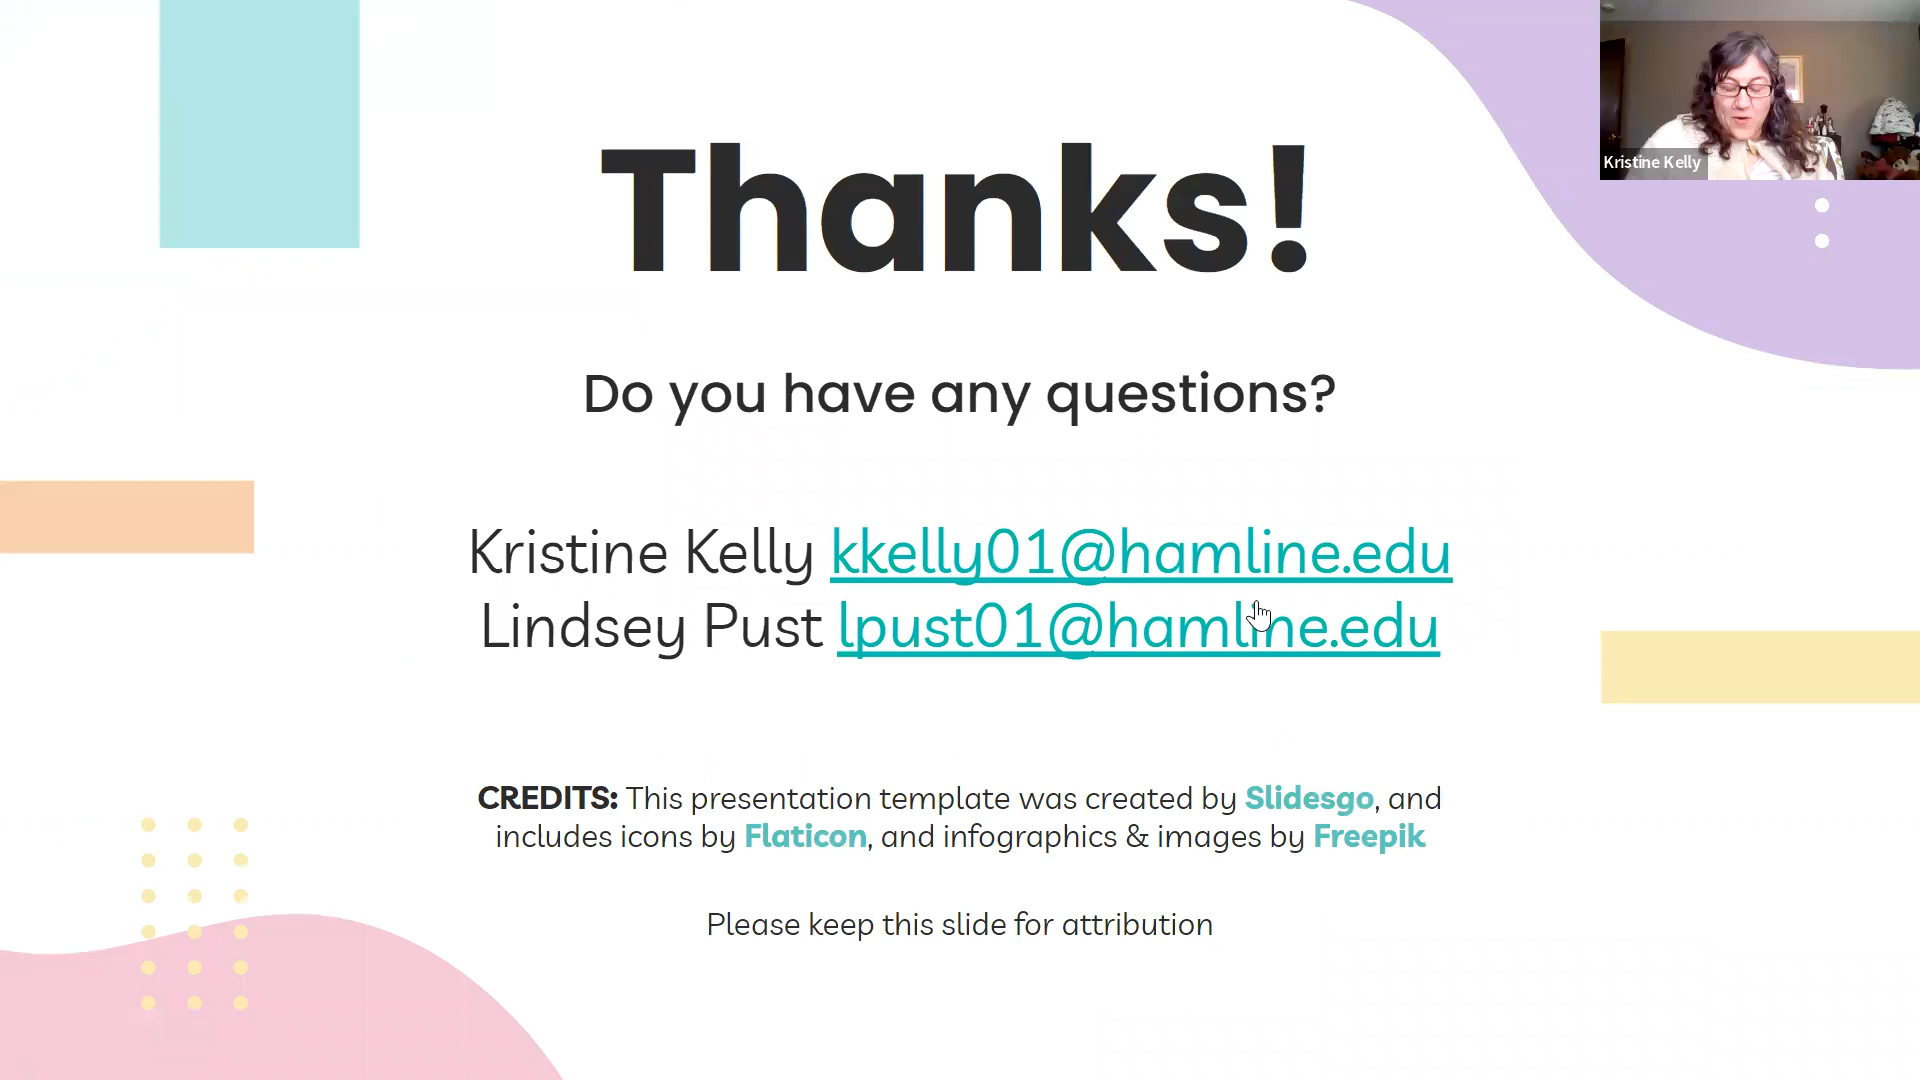 Thanks!
Kristine Kelly
Do you have any questions?
Kristine Kelly kkelly01@hamline.edu
Lindsey Pust lpust01@hamline.edu
CREDITS: This presentation template was created by Slidesgo, and
includes icons by Flaticon, and infographics & images by Freepik
Please keep this slide for attribution